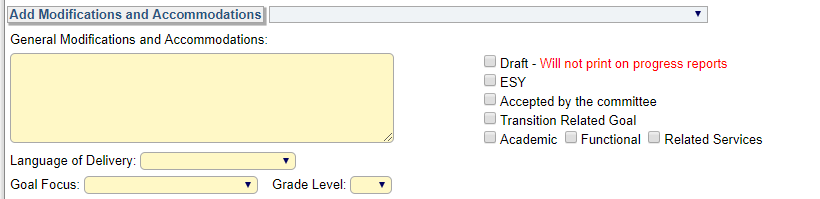 Add Modifications and Accommodations
General Modifications and Accommodations:
Draft - Will not print on progress reports
ESY
Accepted by the committee
Transition Related Goal
Academic Functional Related Services
Language of Delivery:
Goal Focus: Grade Level: